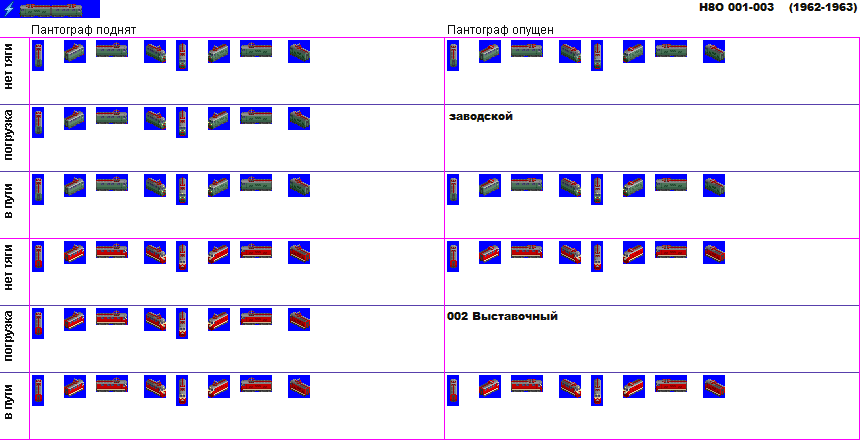 Н8О 001-003 (1962-1963)
Пантограф поднят
Пантограф опущен
нет тяги
погрузка
заводской
в пути
нет тяги
погрузка
002 Выставочный
в пути